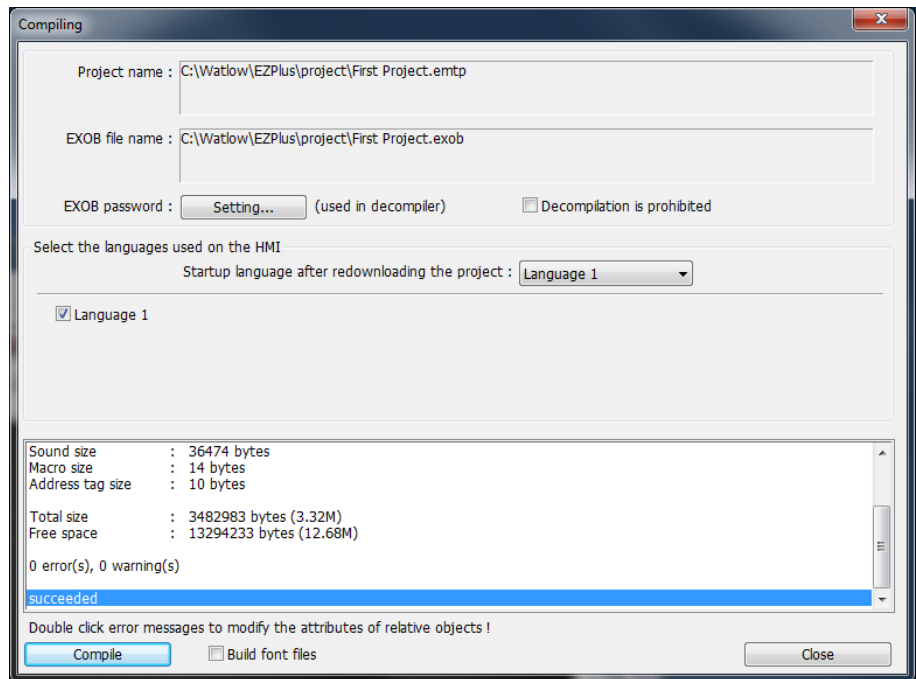 Compiling
Project name : C:\Watlow\EZPlus\project\First Project.emtp
EXOB file name : C:\Watlow\EZPlus\project\First Project.exob
EXOB password : Setting... (used in decompiler) Decompilation is prohibited
Select the languages used on the HMI
Startup language after redownloading the project : Language 1
Language 1
Sound size : 36474 bytes
Macro size : 14 bytes
Address tag size : 10 bytes
Total size : 3482983 bytes (3.32M)
Free space : 13294233 bytes (12.68M)
0 error(s), 0 warning(s)
succeeded
Double click error messages to modify the attributes of relative objects !
Compile Build font files Close